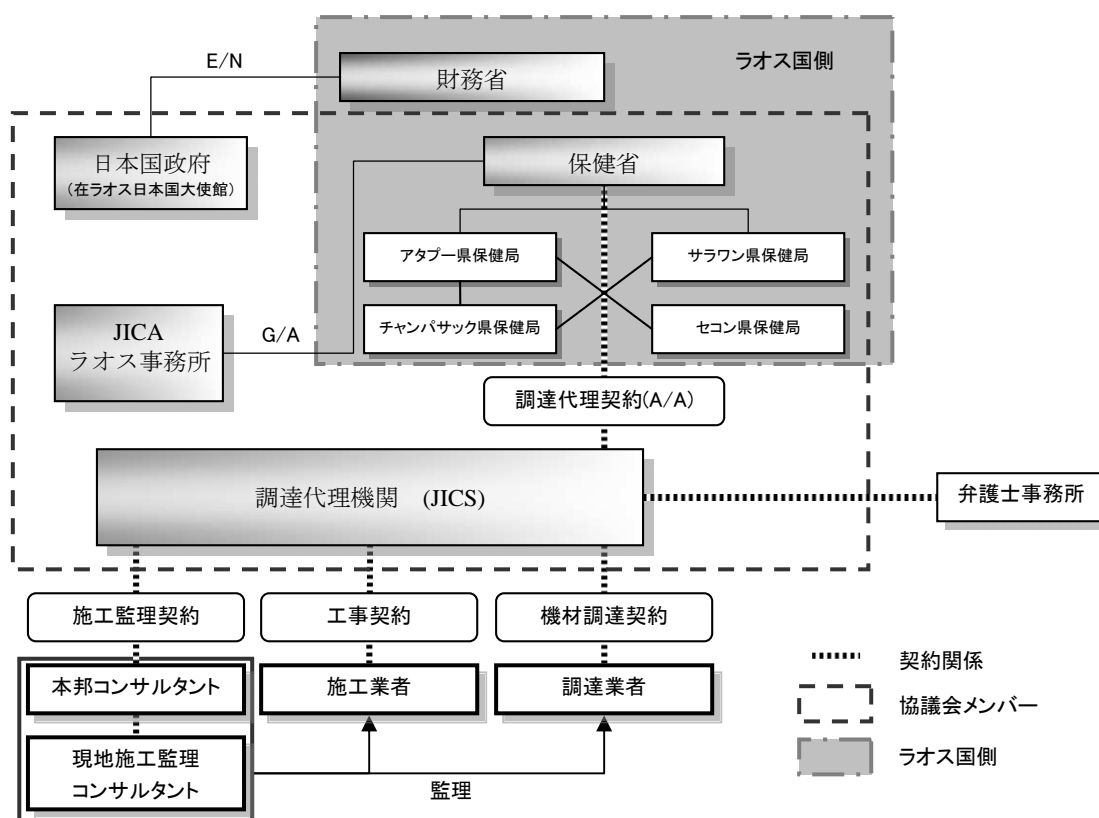 ラオス国側
E/N
財務省
日本国政府
(在ラオス日本国大使館)
保健省
アタプー県保健局
サラワン県保健局
チャンパサック県保健局
セコン県保健局
JICA
ラオス事務所
G/A
調達代理契約(A/A)
調達代理機関 (JICS)
弁護士事務所
施工監理契約
工事契約
機材調達契約
本邦コンサルタント
施工業者
調達業者
現地施工監理
コンサルタント
監理
契約関係
協議会メンバー
ラオス国側